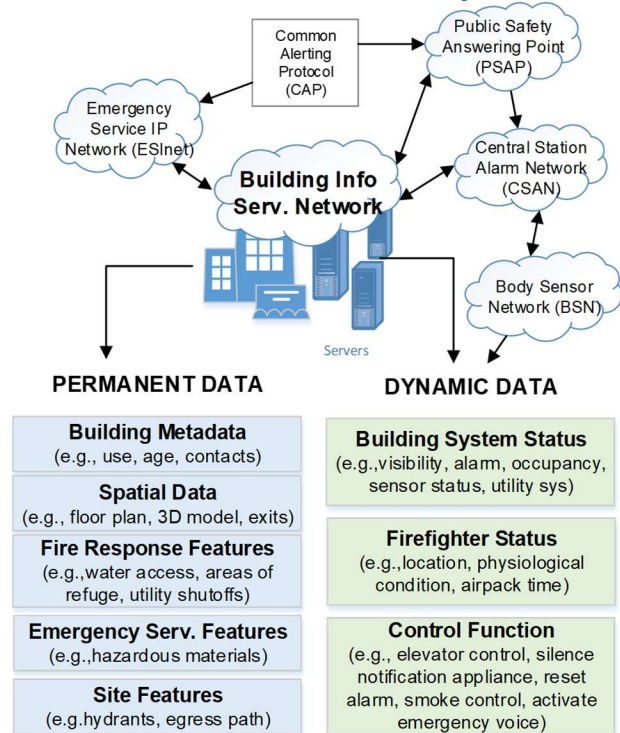 Common
Alerting
Protocol
(CAP)
Public Safety
Answering Point
(PSAP)
Emergency
Service IP
Network (ESInet)
Central Station
Alarm Network
(CSAN)
Building Info
Serv. Network
Body Sensor
Network (BSN)
Servers
PERMANENT DATA
Building Metadata
(e.g., use, age, contacts)
Spatial Data
(e.g., floor plan, 3D model, exits)
Fire Response Features
(e.g.,water access, areas of
refuge, utility shutoffs)
Emergency Serv. Features
(e.g.,hazardous materials)
Site Features
(e.g.hydrants, egress path)
DYNAMIC DATA
Building System Status
(e.g.,visibility, alarm, occupancy,
sensor status, utility sys)
Firefighter Status
(e.g.,location, physiological
condition, airpack time)
Control Function
(e.g., elevator control, silence
notification appliance, reset
alarm, smoke control, activate
emergency voice)